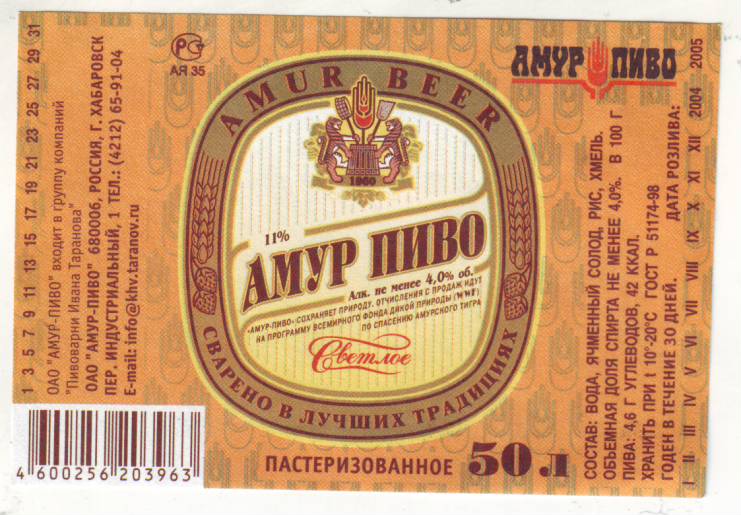 1 3 5 7 9 11 13 15 17 19 21 23 25 27 29 31
ОАО "АМУР-ПИВО" входит в группу компаний
"Пивоварни Ивана Таранова"
ОАО "АМУР-ПИВО" 680006, РОССИЯ, Г. ХАБАРОВСК
ПЕР. ИНДУСТРИАЛЬНЫЙ, 1 ТЕЛ.: (4212) 65-91-04
E-mail: info@khv.taranov.ru
РСТ
АЯ 35
AMUR BEER
1960
11%
АМУР ПИВО
Алк. не менее 4,0% об.
«АМУР-ПИВО» СОХРАНЯЕТ ПРИРОДУ. ОТЧИСЛЕНИЯ С ПРОДАЖ ИДУТ
НА ПРОГРАММУ ВСЕМИРНОГО ФОНДА ДИКОЙ ПРИРОДЫ (WWF)
ПО СПАСЕНИЮ АМУРСКОГО ТИГРА
Светлое
СВАРЕНО В ЛУЧШИХ ТРАДИЦИЯХ
4 600256 203963
ПАСТЕРИЗОВАННОЕ 50 л
АМУР ПИВО
СОСТАВ: ВОДА, ЯЧМЕННЫЙ СОЛОД, РИС, ХМЕЛЬ.
ОБЪЕМНАЯ ДОЛЯ СПИРТА НЕ МЕНЕЕ 4,0%. В 100 Г
ПИВА: 4,6 Г УГЛЕВОДОВ, 42 ККАЛ.
ХРАНИТЬ ПРИ t 10°-20°C ГОСТ Р 51174-98
ГОДЕН В ТЕЧЕНИЕ 30 ДНЕЙ. ДАТА РОЗЛИВА:
I II III IV V VI VII VIII IX X XI XII 2004 2005